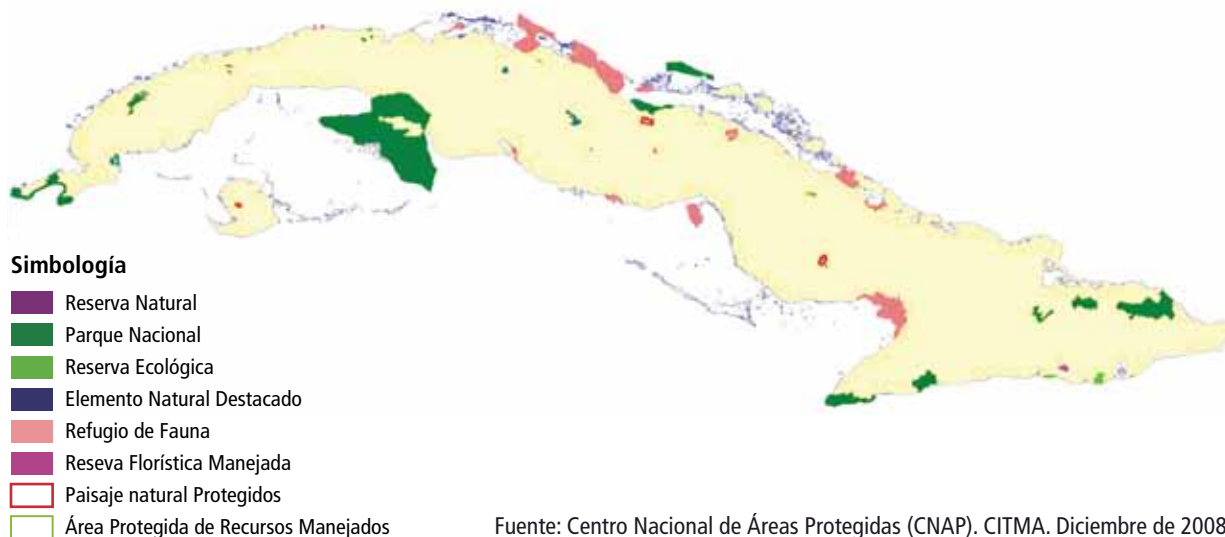 Simbología
Reserva Natural
Parque Nacional
Reserva Ecológica
Elemento Natural Destacado
Refugio de Fauna
Reseva Florística Manejada
Paisaje natural Protegidos
Área Protegida de Recursos Manejados
Fuente: Centro Nacional de Áreas Protegidas (CNAP). CITMA. Diciembre de 2008